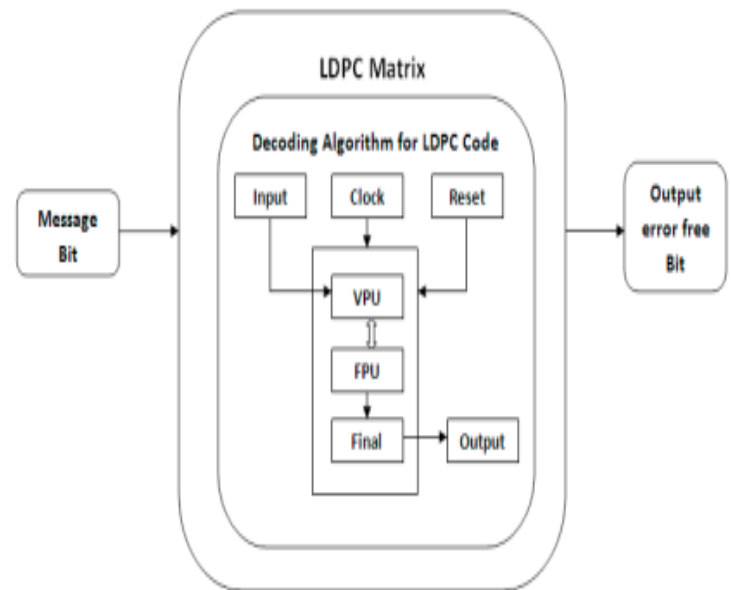 LDPC Matrix
Decoding Algorithm for LDPC Code
Input
Clock
Reset
Message
Bit
VPU
FPU
Final
Output
Output
error free
Bit